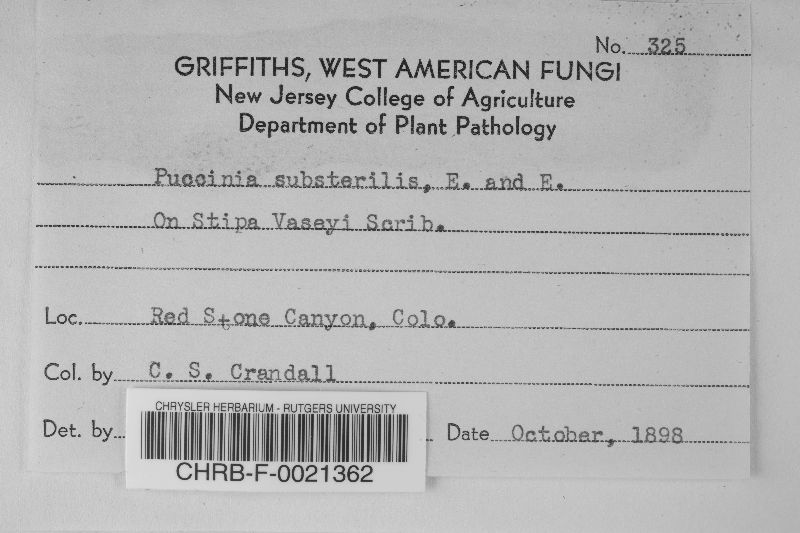 No. 325
GRIFFITHS, WEST AMERICAN FUNGI
New Jersey College of Agriculture
Department of Plant Pathology
Puccinia substerilis, E. and E.
On Stipa Vaseyi Scrib.
Loc. Red Stone Canyon, Colo.
Col. by C. S. Crandall
Det. by Date October, 1898
CHRYSLER HERBARIUM - RUTGERS UNIVERSITY
CHRB-F-0021362